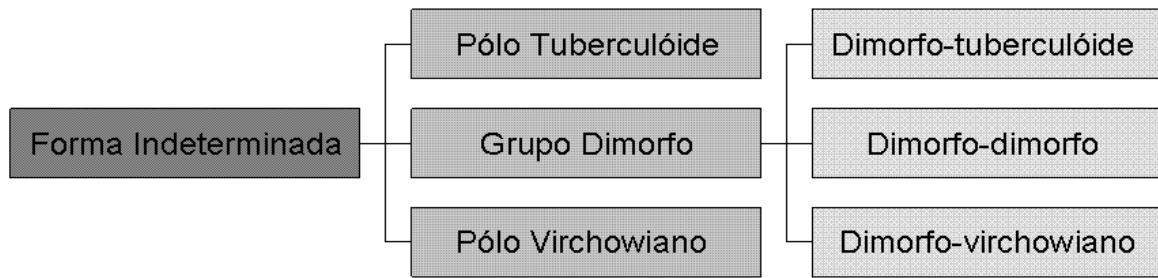 Pólo Tuberculóide
Dimorfo-tuberculóide
Forma Indeterminada
Grupo Dimorfo
Dimorfo-dimorfo
Pólo Virchowiano
Dimorfo-virchowiano